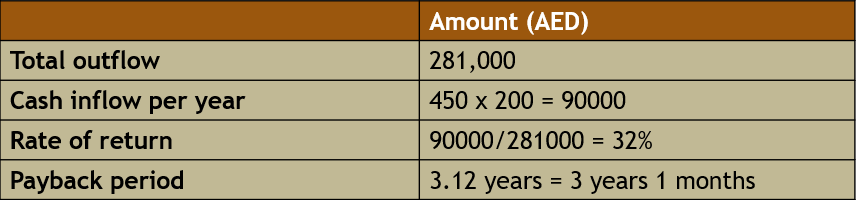 Amount (AED)
Total outflow 281,000
Cash inflow per year 450 x 200 = 90000
Rate of return 90000/281000 = 32%
Payback period 3.12 years = 3 years 1 months